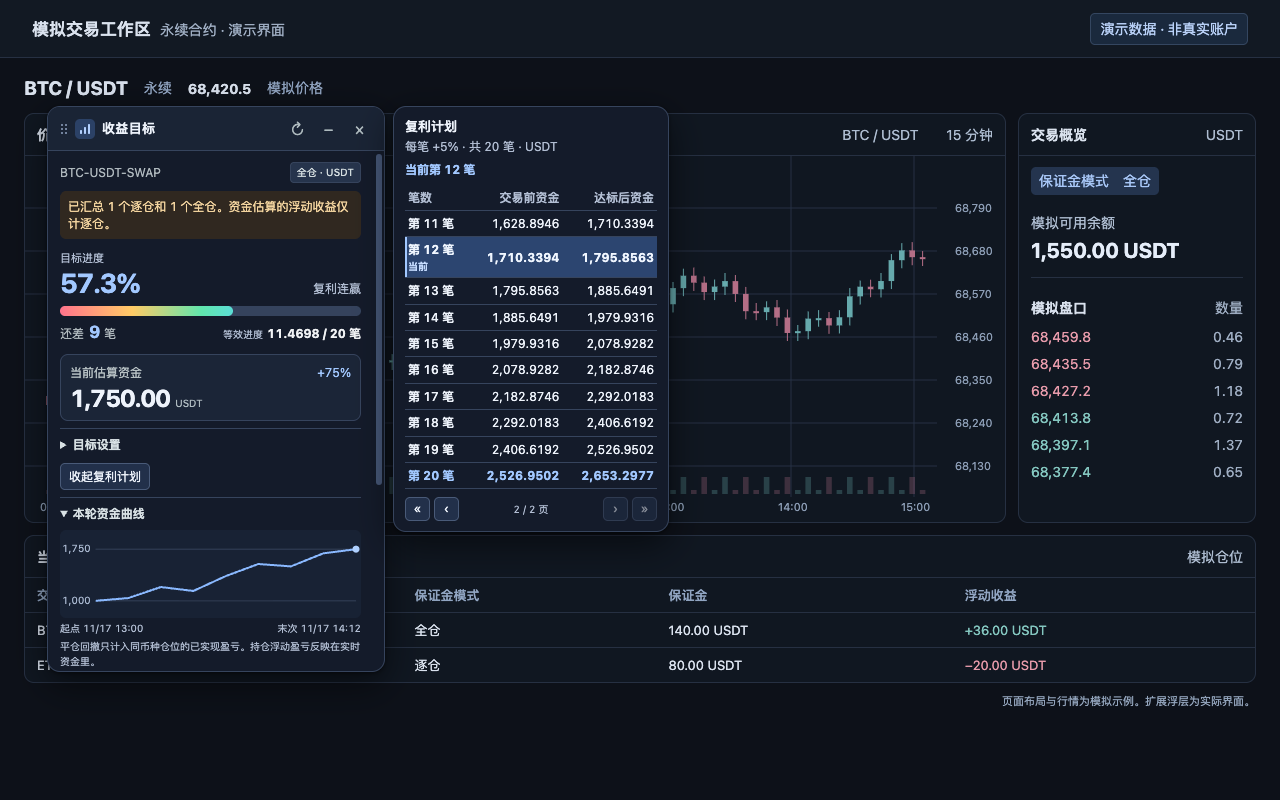 模拟交易工作区 永续合约 · 演示界面
演示数据 · 非真实账户
BTC / USDT 永续 68,420.5 模拟价格
收益目标
BTC-USDT-SWAP 全仓 · USDT
已汇总 1 个逐仓和 1 个全仓。资金估算的浮动收益仅
计逐仓。
目标进度
57.3% 复利连赢
还差 9 笔 等效进度 11.4698 / 20 笔
当前估算资金 +75%
1,750.00 USDT
目标设置
收起复利计划
本轮资金曲线
1,750
1,000
起点 11/17 13:00 末次 11/17 14:12
平仓回撤只计入同币种仓位的已实现盈亏。持仓浮动盈亏反映在实时
资金里。
复利计划
每笔 +5% · 共 20 笔 · USDT
当前第 12 笔
笔数 交易前资金 达标后资金
第 11 笔 1,628.8946 1,710.3394
第 12 笔 1,710.3394 1,795.8563
当前
第 13 笔 1,795.8563 1,885.6491
第 14 笔 1,885.6491 1,979.9316
第 15 笔 1,979.9316 2,078.9282
第 16 笔 2,078.9282 2,182.8746
第 17 笔 2,182.8746 2,292.0183
第 18 笔 2,292.0183 2,406.6192
第 19 笔 2,406.6192 2,526.9502
第 20 笔 2,526.9502 2,653.2977
« ‹ 2 / 2 页 › »
BTC / USDT 15 分钟
68,790
68,680
68,570
68,460
68,350
68,240
68,130
14:00 15:00
交易概览 USDT
保证金模式 全仓
模拟可用余额
1,550.00 USDT
模拟盘口 数量
68,459.8 0.46
68,435.5 0.79
68,427.2 1.18
68,413.8 0.72
68,397.1 1.37
68,377.4 0.65
模拟仓位
保证金模式 保证金 浮动收益
全仓 140.00 USDT +36.00 USDT
逐仓 80.00 USDT −20.00 USDT
页面布局与行情为模拟示例。扩展浮层为实际界面。